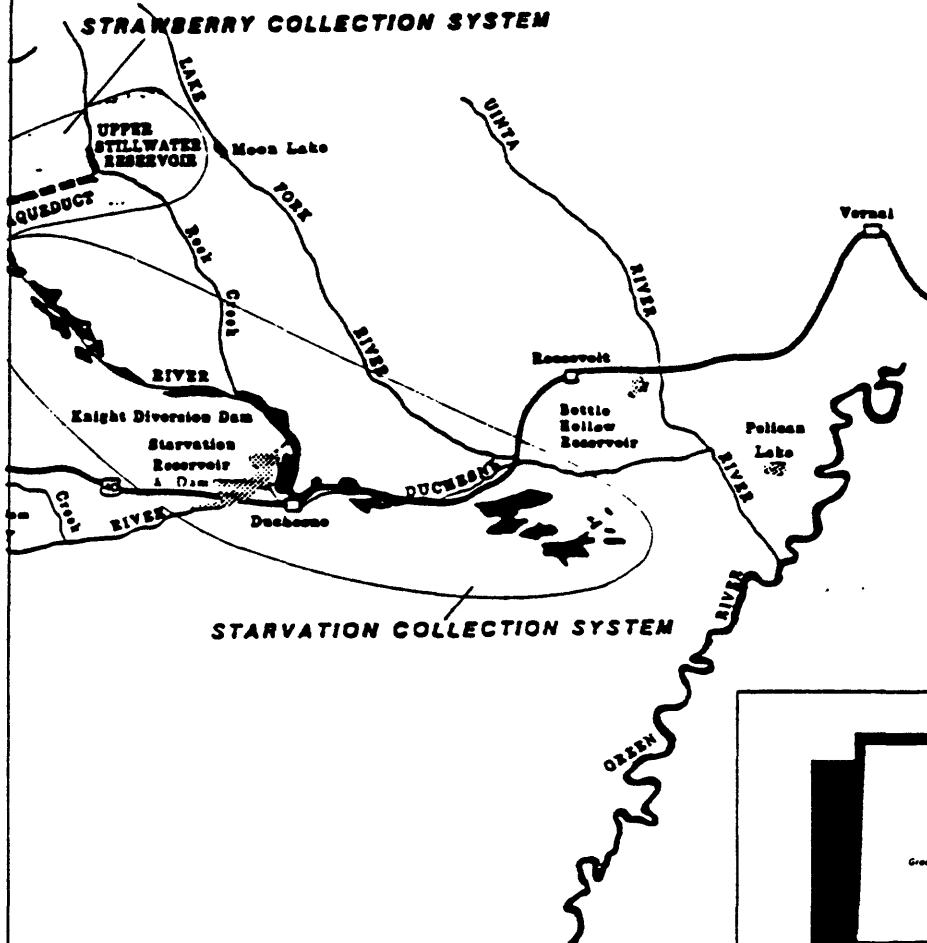 STRAWBERRY COLLECTION SYSTEM
LAKE
UINTA
UPPER
STILLWATER
RESERVOIR
Moon Lake
AQUEDUCT
FORK
Rock
Creek
Vernal
RIVER
RIVER
Roosevelt
RIVER
Knight Diversion Dam
Bottle
Hollow
Reservoir
Starvation
Reservoir
& Dam
Pelican
Lake
DUCHESNE
RIVER
Creek
RIVER
Duchesne
STARVATION COLLECTION SYSTEM
RIVER
GREEN